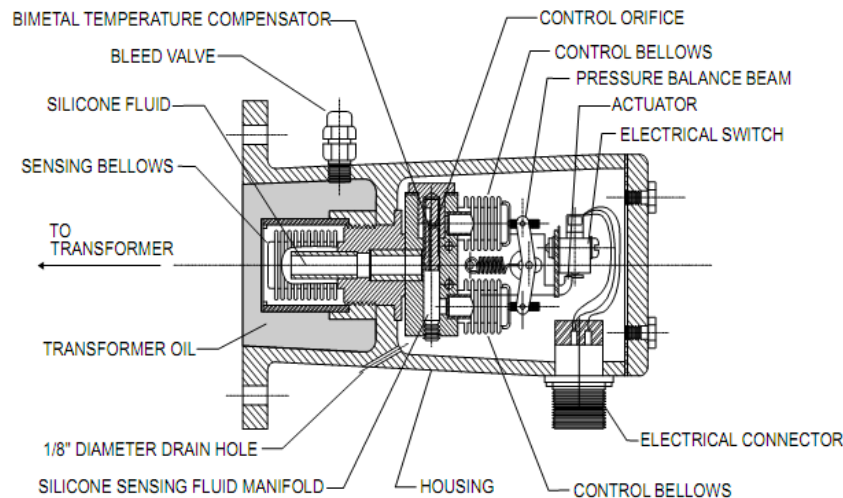 BIMETAL TEMPERATURE COMPENSATOR
CONTROL ORIFICE
BLEED VALVE
CONTROL BELLOWS
PRESSURE BALANCE BEAM
SILICONE FLUID
ACTUATOR
ELECTRICAL SWITCH
SENSING BELLOWS
TO
TRANSFORMER
TRANSFORMER OIL
1/8" DIAMETER DRAIN HOLE
ELECTRICAL CONNECTOR
SILICONE SENSING FLUID MANIFOLD
HOUSING
CONTROL BELLOWS